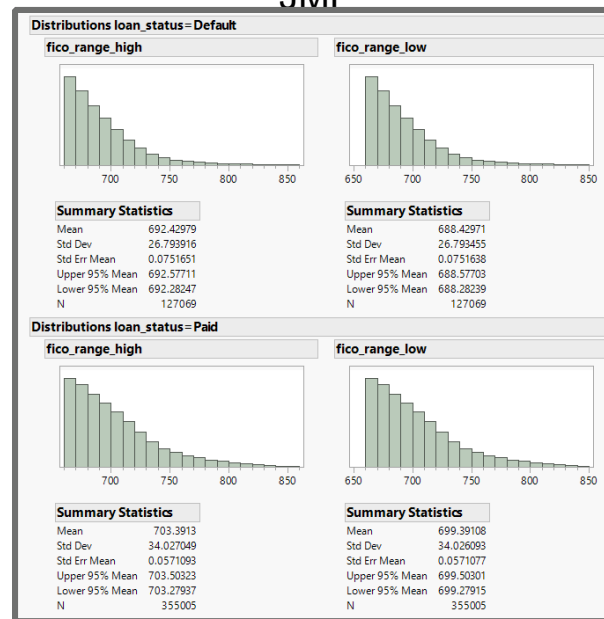 JMP
Distributions loan_status=Default
fico_range_high fico_range_low
700 750 800 850 650 700 750 800 850
Summary Statistics Summary Statistics
Mean 692.42979 Mean 688.42971
Std Dev 26.793916 Std Dev 26.793455
Std Err Mean 0.0751651 Std Err Mean 0.0751638
Upper 95% Mean 692.57711 Upper 95% Mean 688.57703
Lower 95% Mean 692.28247 Lower 95% Mean 688.28239
N 127069 N 127069
Distributions loan_status=Paid
fico_range_high fico_range_low
700 750 800 850 650 700 750 800 850
Summary Statistics Summary Statistics
Mean 703.3913 Mean 699.39108
Std Dev 34.027049 Std Dev 34.026093
Std Err Mean 0.0571093 Std Err Mean 0.0571077
Upper 95% Mean 703.50323 Upper 95% Mean 699.50301
Lower 95% Mean 703.27937 Lower 95% Mean 699.27915
N 355005 N 355005